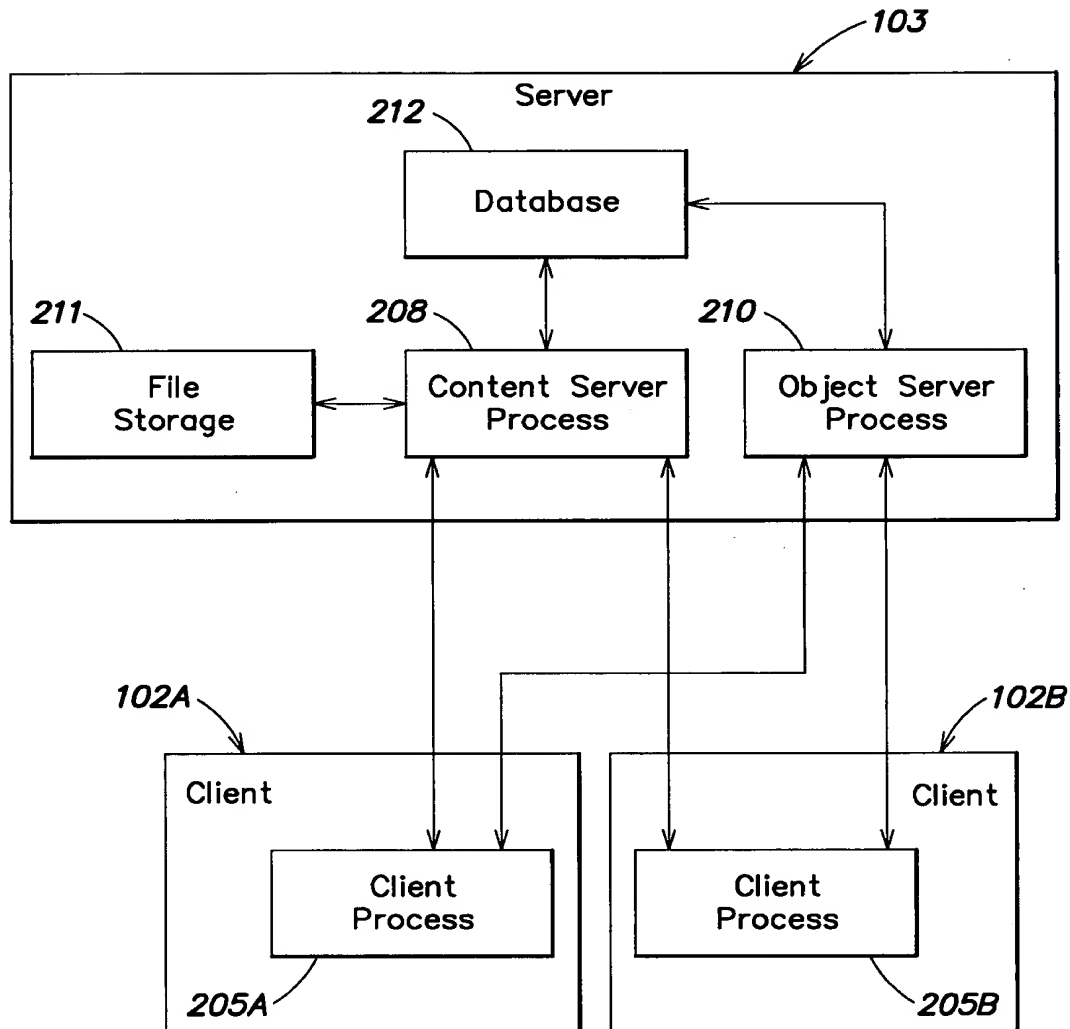 103
Server
212
Database
211
208
210
File
Storage
Content Server
Process
Object Server
Process
102A
102B
Client
Client
Client
Process
Client
Process
205A
205B